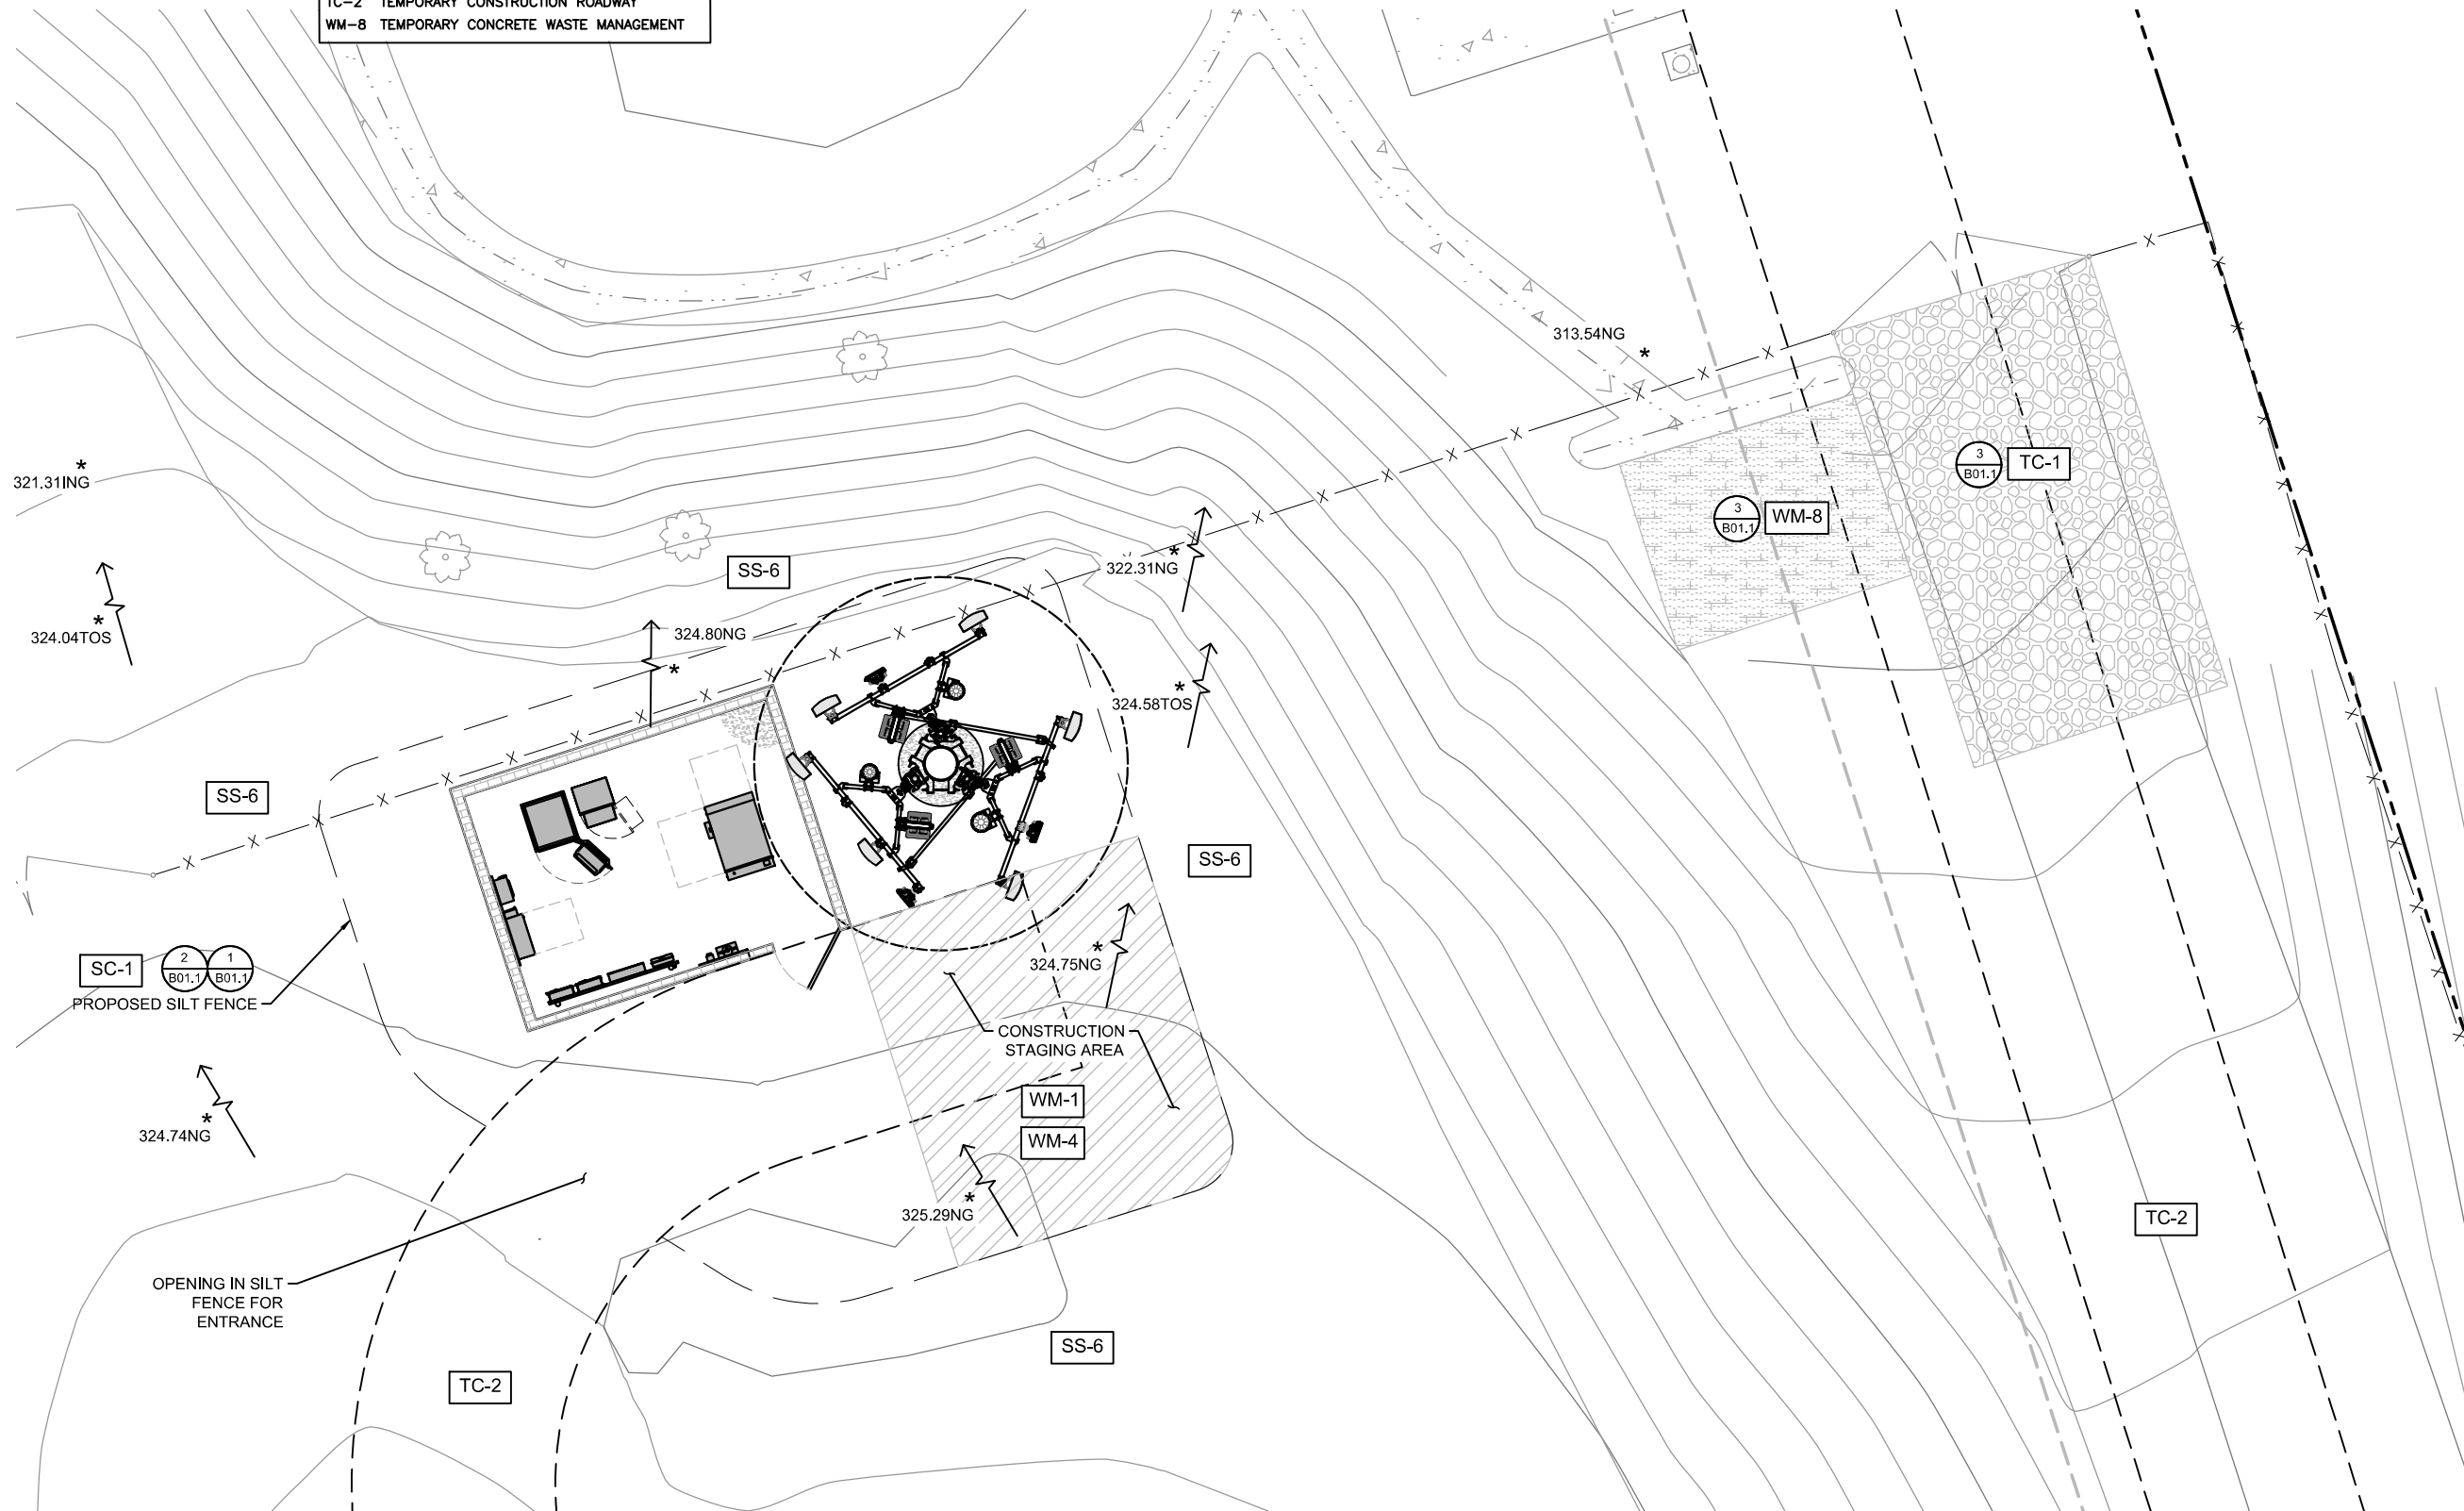 TC-2 TEMPORARY CONSTRUCTION ROADWAY
WM-8 TEMPORARY CONCRETE WASTE MANAGEMENT
313.54NG
321.31ING
3
B01.1
TC-1
3
B01.1
WM-8
SS-6
322.31NG
324.04TOS
324.80NG
324.58TOS
SS-6
SS-6
324.75NG
SC-1
2
B01.1
1
B01.1
PROPOSED SILT FENCE
CONSTRUCTION
STAGING AREA
WM-1
WM-4
324.74NG
325.29NG
TC-2
OPENING IN SILT
FENCE FOR
ENTRANCE
SS-6
TC-2